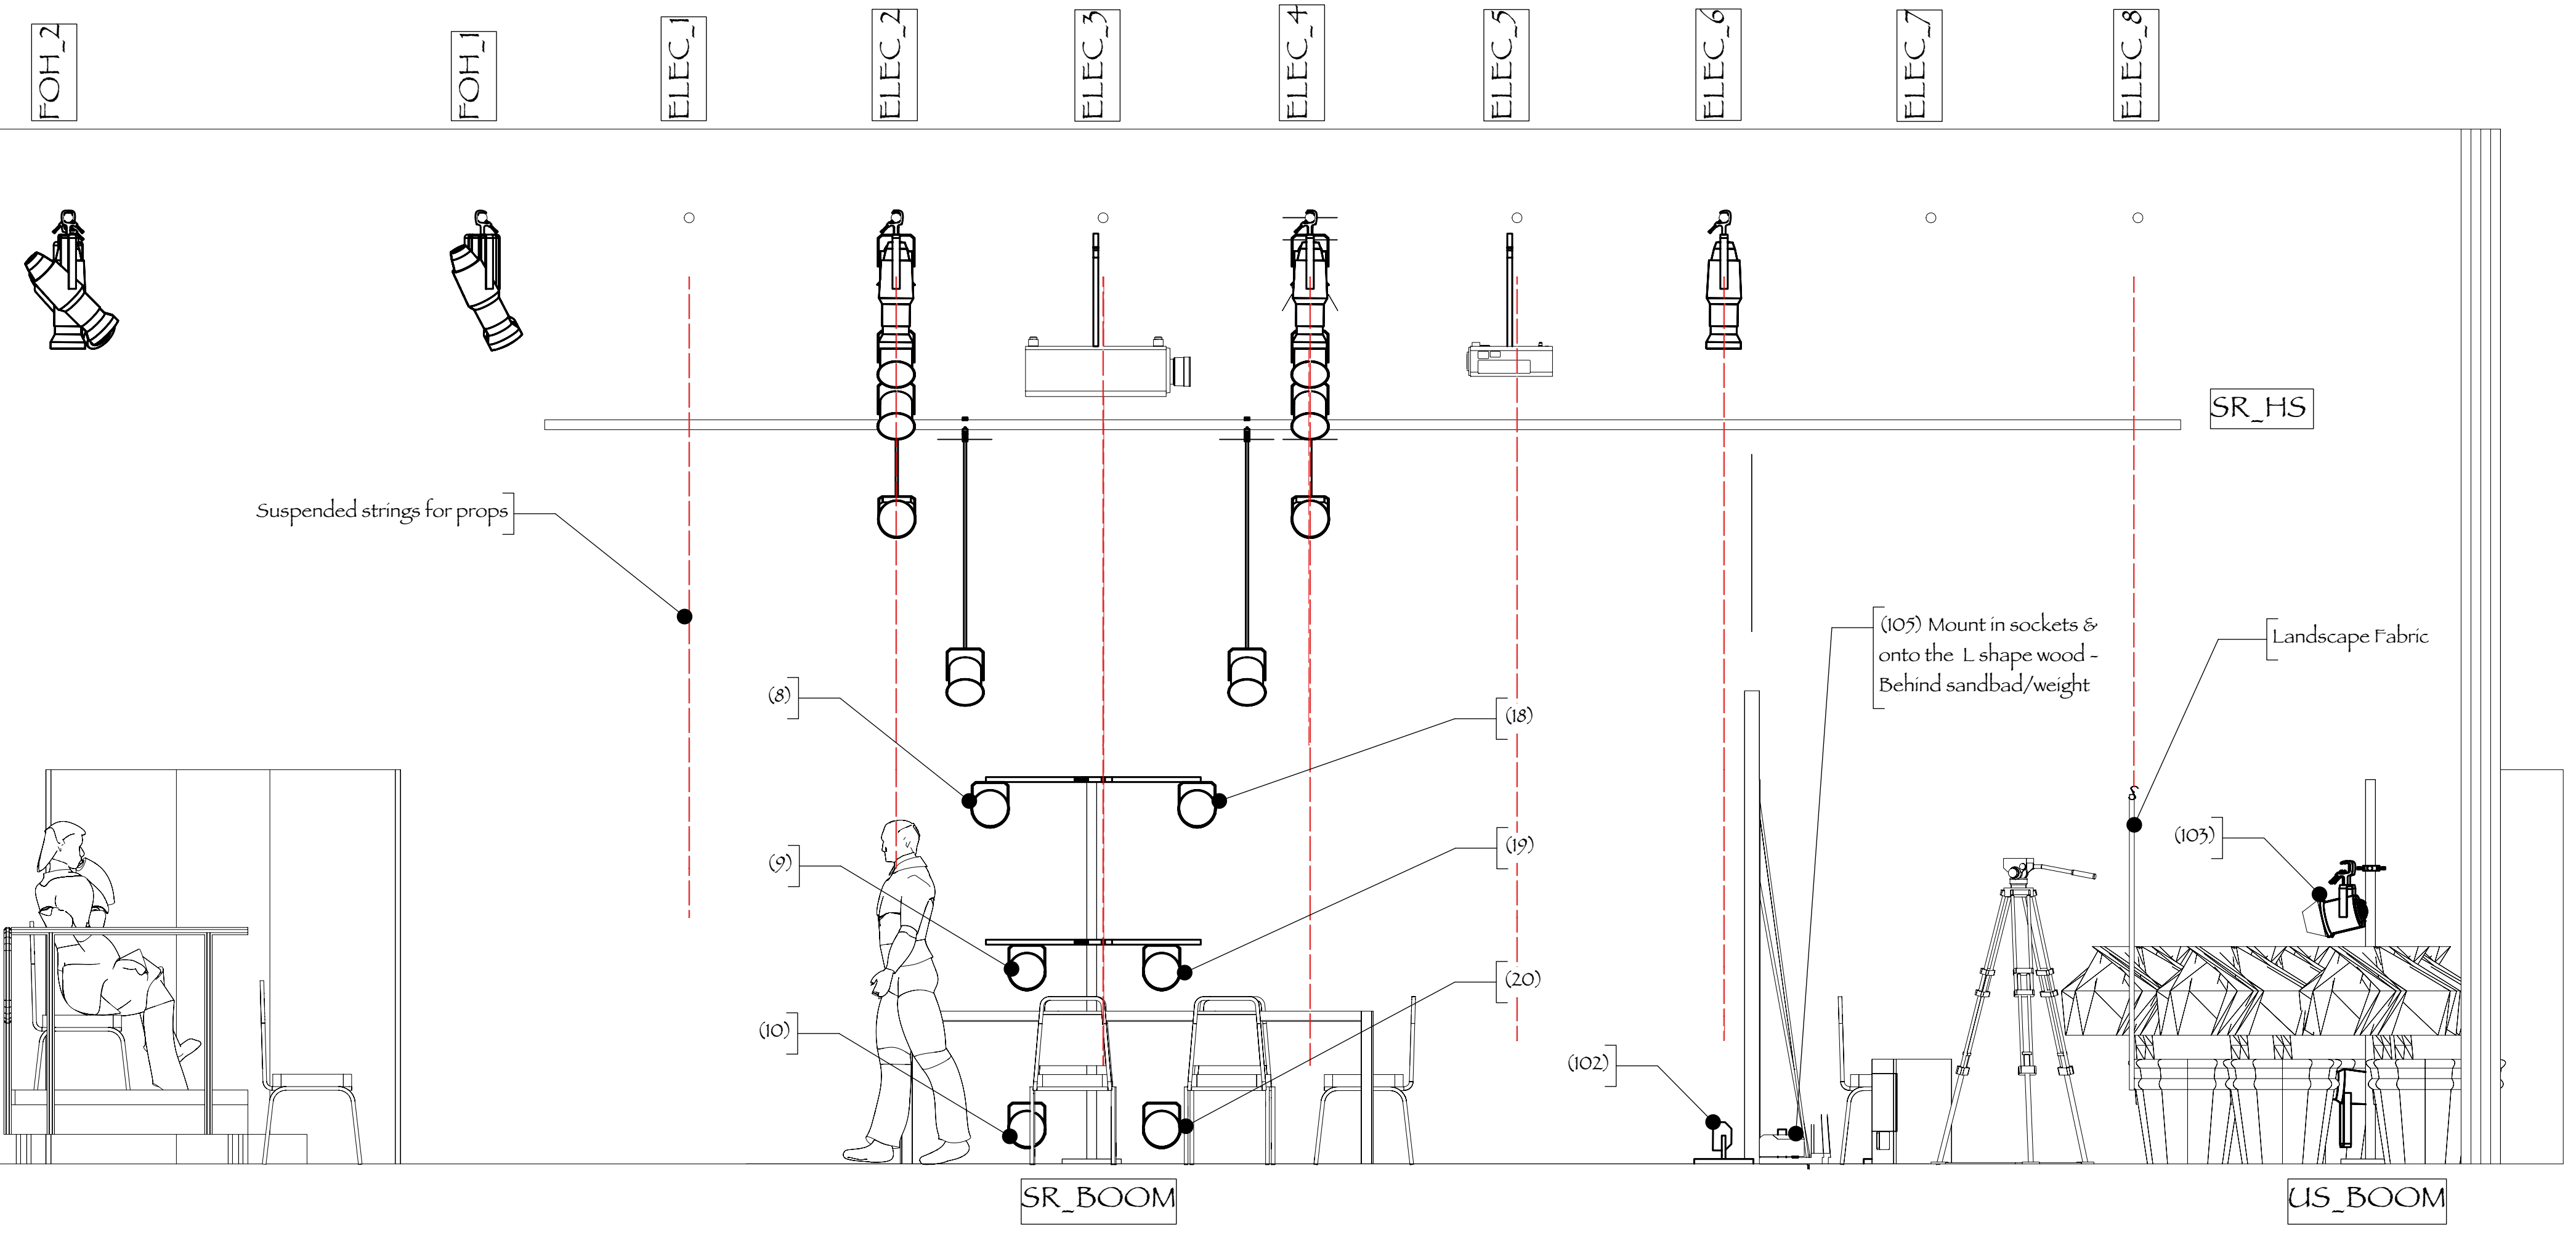 FOH_2
FOH_1
ELEC_1
ELEC_2
ELEC_3
ELEC_4
ELEC_5
ELEC_6
ELEC_7
ELEC_8
SR_HS
Suspended strings for props
(105) Mount in sockets &
onto the L shape wood -
Behind sandbad/weight
Landscape Fabric
(8)
(18)
(9)
(19)
(103)
(10)
(20)
(102)
SR_BOOM
US_BOOM